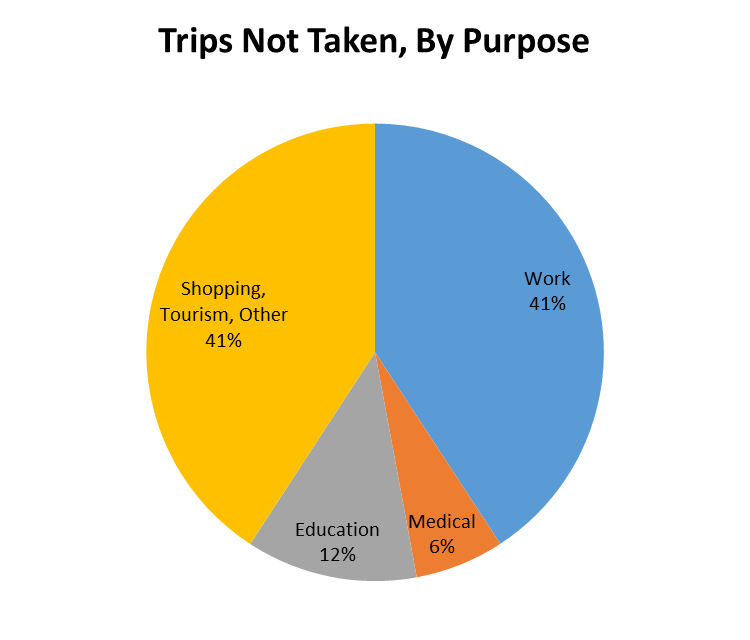 Trips Not Taken, By Purpose
Work
41%
Shopping,
Tourism, Other
41%
Medical
6%
Education
12%